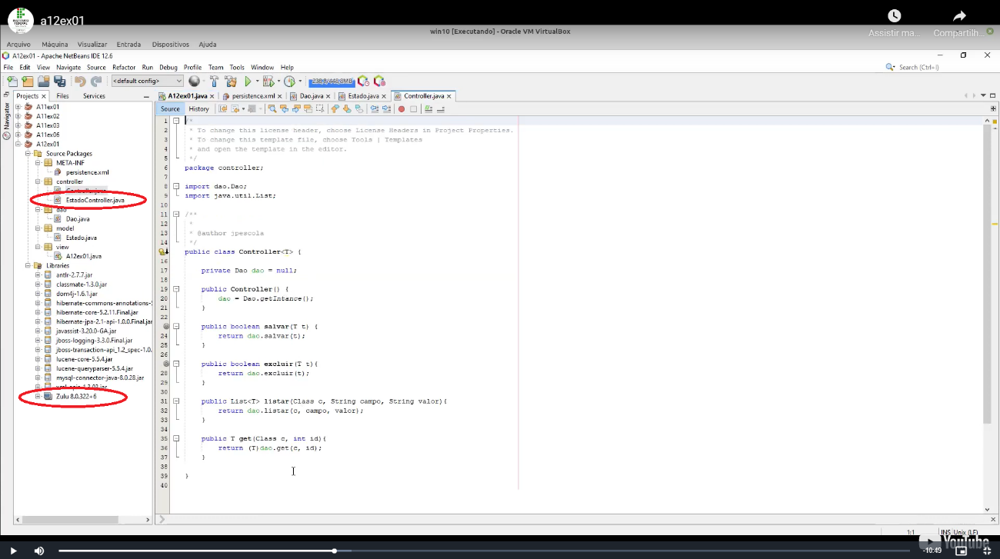 a12ex01
win10 [Executando] - Oracle VM VirtualBox
Assistir ma... Compartilh...
Arquivo Máquina Visualizar Entrada Dispositivos Ajuda
A12ex01 - Apache NetBeans IDE 12.6
File Edit View Navigate Source Refactor Run Debug Profile Team Tools Window Help
Search (Ctrl+I)
<default config>
238,8/448,8MB
Projects Files Services
A12ex01.java persistence.xml Dao.java Estado.java Controller.java
Navigator
Source History
A11ex01
A11ex02
A11ex03
A11ex06
A12ex01
Source Packages
META-INF
persistence.xml
controller
Controller.java
EstadoController.java
dao
Dao.java
model
Estado.java
view
A12ex01.java
Libraries
antlr-2.7.7.jar
classmate-1.3.0.jar
dom4j-1.6.1.jar
hibernate-commons-annotations-5
hibernate-core-5.2.11.Final.jar
hibernate-jpa-2.1-api-1.0.0.Final.jar
javassist-3.20.0-GA.jar
jboss-logging-3.3.0.Final.jar
jboss-transaction-api_1.2_spec-1.0.
lucene-core-5.5.4.jar
lucene-queryparser-5.5.4.jar
mysql-connector-java-8.0.28.jar
xml-apis-1.3.03.jar
Zulu 8.0.322+6
1 /*
2 * To change this license header, choose License Headers in Project Properties.
3 * To change this template file, choose Tools | Templates
4 * and open the template in the editor.
5 */
6 package controller;
7
8 import dao.Dao;
9 import java.util.List;
10
11 /**
12 *
13 * @author jpescola
14 */
public class Controller<T> {
16
17 private Dao dao = null;
18
19 public Controller() {
20 dao = Dao.getIntance();
21 }
22
23 public boolean salvar(T t) {
24 return dao.salvar(t);
25 }
26
27 public boolean excluir(T t){
28 return dao.excluir(t);
29 }
30
31 public List<T> listar(Class c, String campo, String valor){
32 return dao.listar(c, campo, valor);
33 }
34
35 public T get(Class c, int id){
36 return (T)dao.get(c, id);
37 }
38
39 }
40
1:1 INS Unix (LF)
YouTube
-10:49